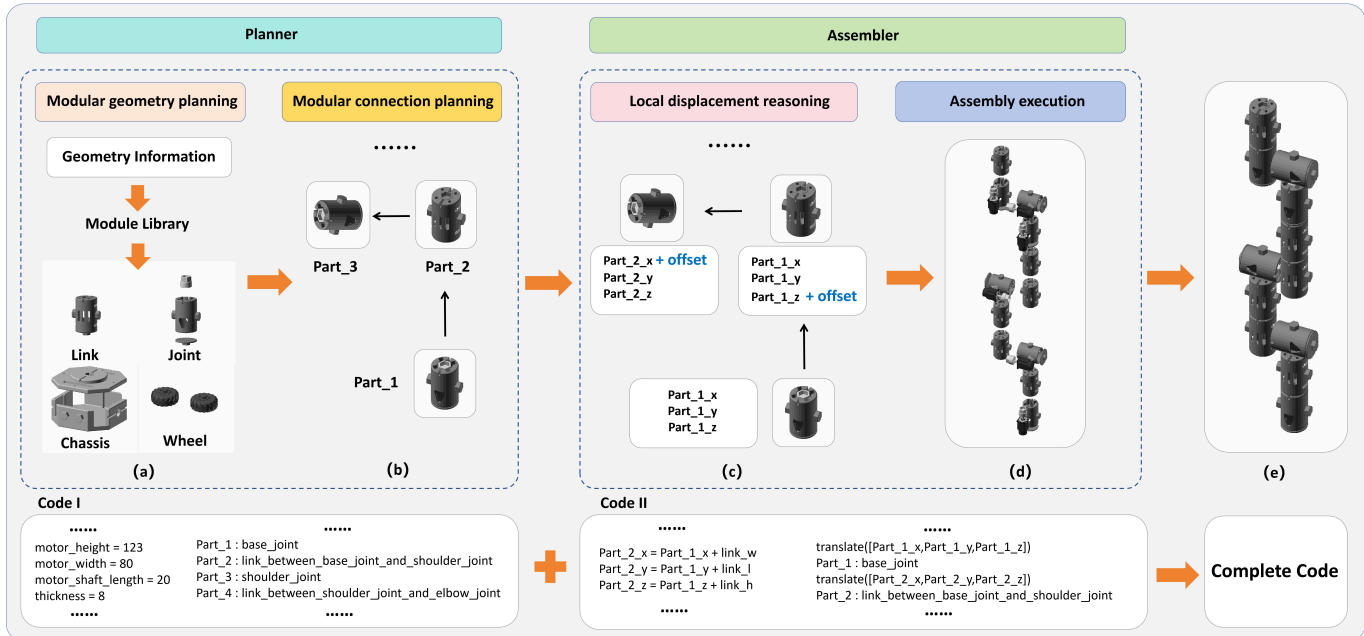 Planner
Assembler
Modular geometry planning
Modular connection planning
Local displacement reasoning
Assembly execution
Geometry Information
Module Library
Link
Joint
Chassis
Wheel
(a)
......
Part_3
Part_2
Part_1
(b)
......
Part_2_x + offset
Part_2_y
Part_2_z
Part_1_x
Part_1_y
Part_1_z + offset
Part_1_x
Part_1_y
Part_1_z
(c)
(d)
(e)
Code I
......
motor_height = 123
motor_width = 80
motor_shaft_length = 20
thickness = 8
......
......
Part_1 : base_joint
Part_2 : link_between_base_joint_and_shoulder_joint
Part_3 : shoulder_joint
Part_4 : link_between_shoulder_joint_and_elbow_joint
......
Code II
......
Part_2_x = Part_1_x + link_w
Part_2_y = Part_1_y + link_l
Part_2_z = Part_1_z + link_h
......
......
translate([Part_1_x,Part_1_y,Part_1_z])
Part_1 : base_joint
translate([Part_2_x,Part_2_y,Part_2_z])
Part_2 : link_between_base_joint_and_shoulder_joint
......
Complete Code